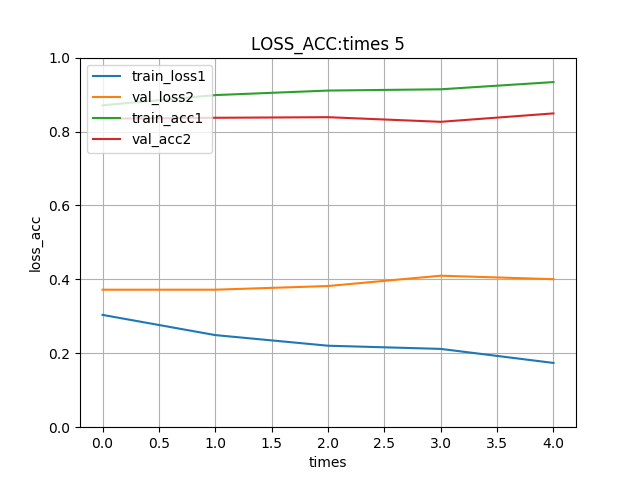 LOSS_ACC:times 5
1.0
0.8
0.6
0.4
0.2
0.0
loss_acc
train_loss1
val_loss2
train_acc1
val_acc2
0.0 0.5 1.0 1.5 2.0 2.5 3.0 3.5 4.0
times